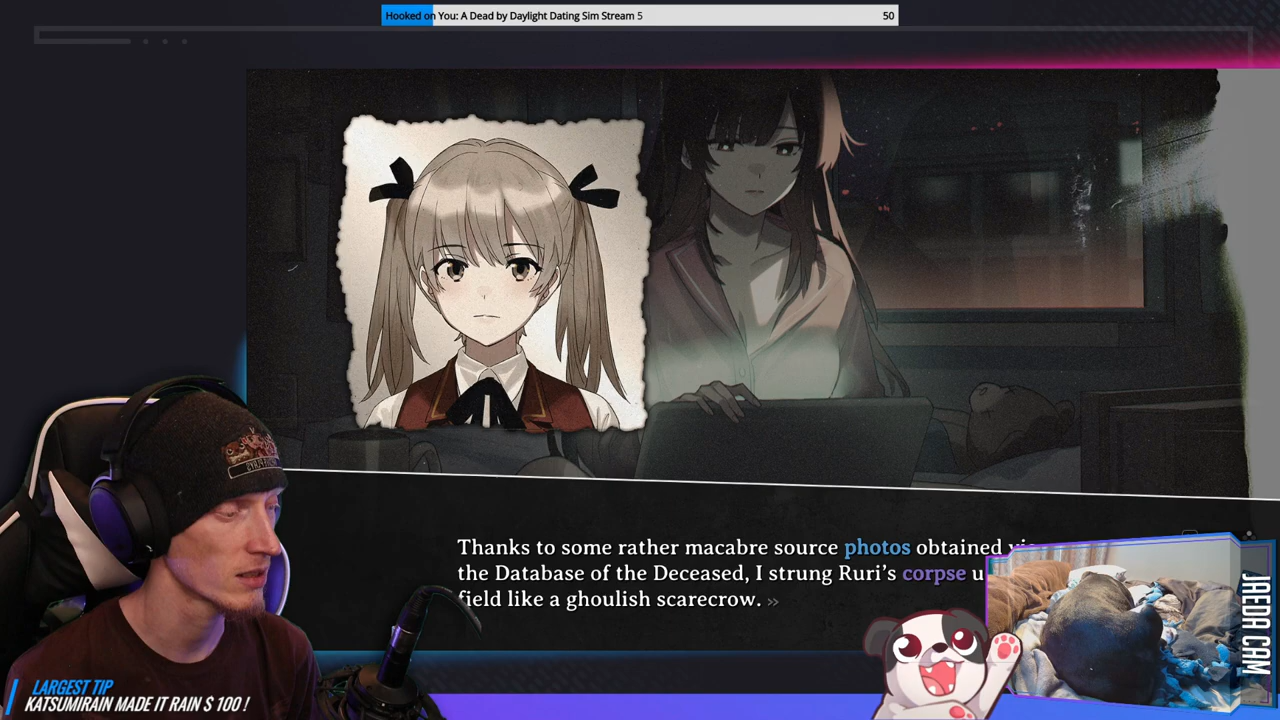 Hooked on You: A Dead by Daylight Dating Sim Stream 5 50
Thanks to some rather macabre source photos obtained
the Database of the Deceased, I strung Ruri's corpse
field like a ghoulish scarecrow. »
JAEDA CAM
LARGEST TIP
KATSUMIRAIN MADE IT RAIN $ 100 !